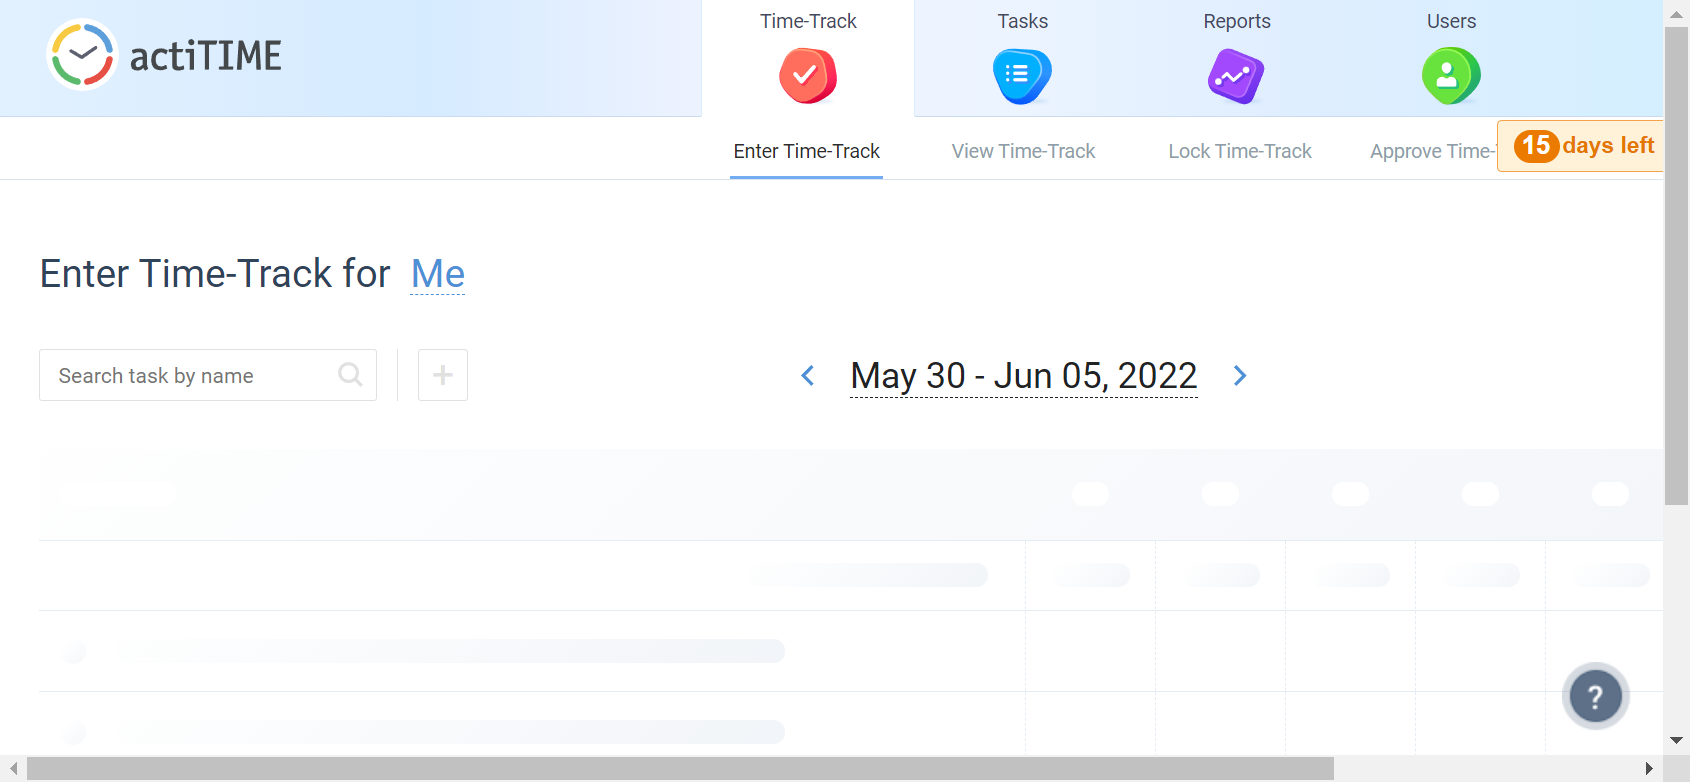 actiTIME
Time-Track
Tasks
Reports
Users
Enter Time-Track
View Time-Track
Lock Time-Track
Approve Time-
15 days left
Enter Time-Track for Me
Search task by name
May 30 - Jun 05, 2022
?